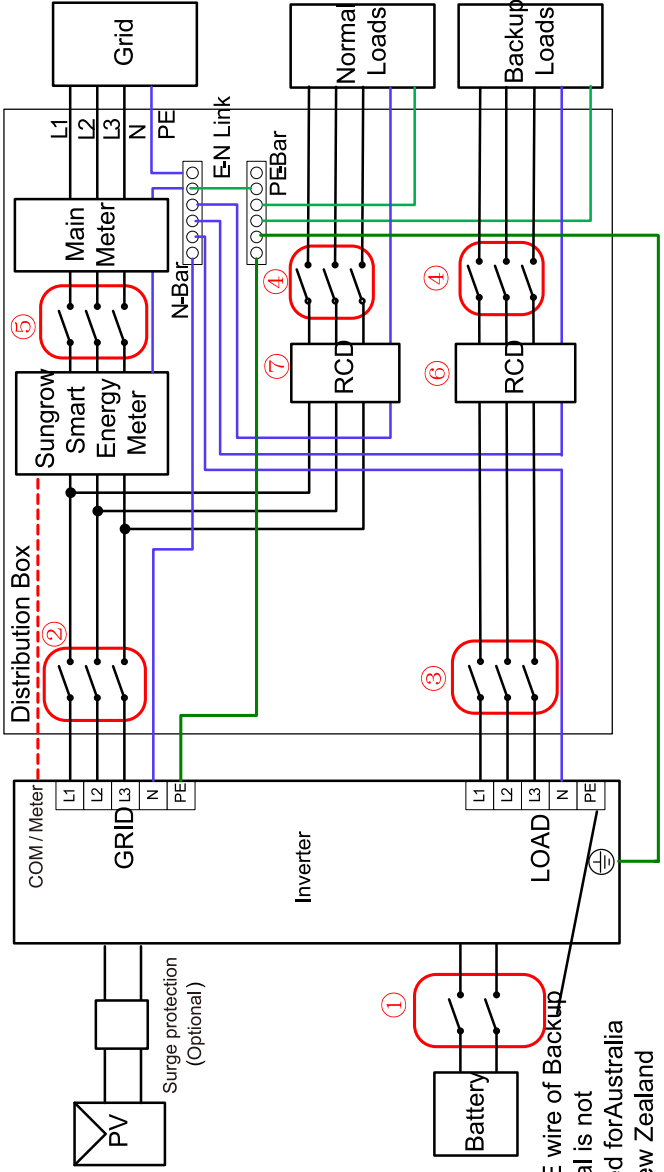 PV
Surge protection
(Optional)
Battery
①
wire of Backup
is not
forAustralia
Zealand
Inverter
COM / Meter
L1
L2
L3
N
PE
GRID
L1
L2
L3
N
PE
LOAD
Distribution Box
②
③
Sungrow
Smart
Energy
Meter
⑤
Main
Meter
L1
L2
L3
N
PE
Grid
N-Bar
E-N Link
PE-Bar
⑦
RCD
④
Normal
Loads
⑥
RCD
④
Backup
Loads